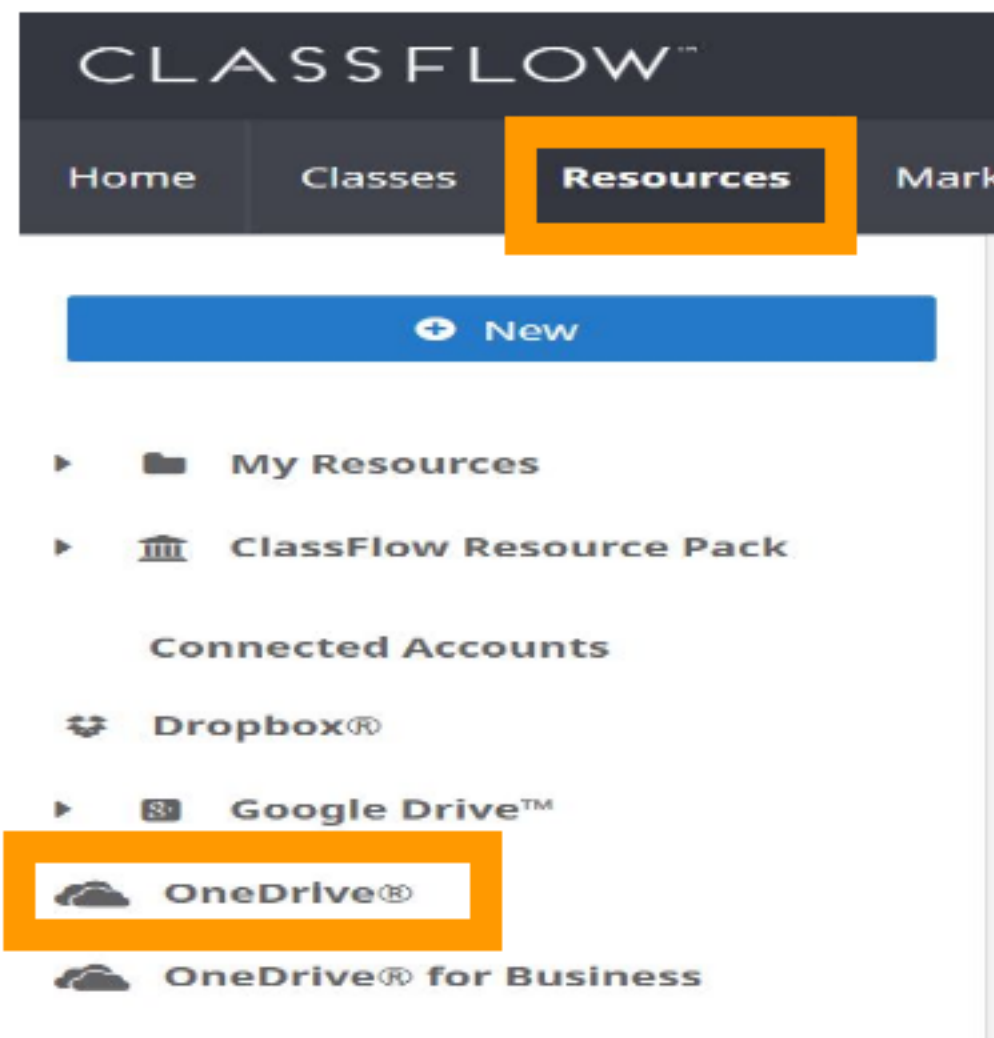 CLASSFLOW™
Home Classes Resources Mark
New
My Resources
ClassFlow Resource Pack
Connected Accounts
Dropbox®
Google Drive™
OneDrive®
OneDrive® for Business